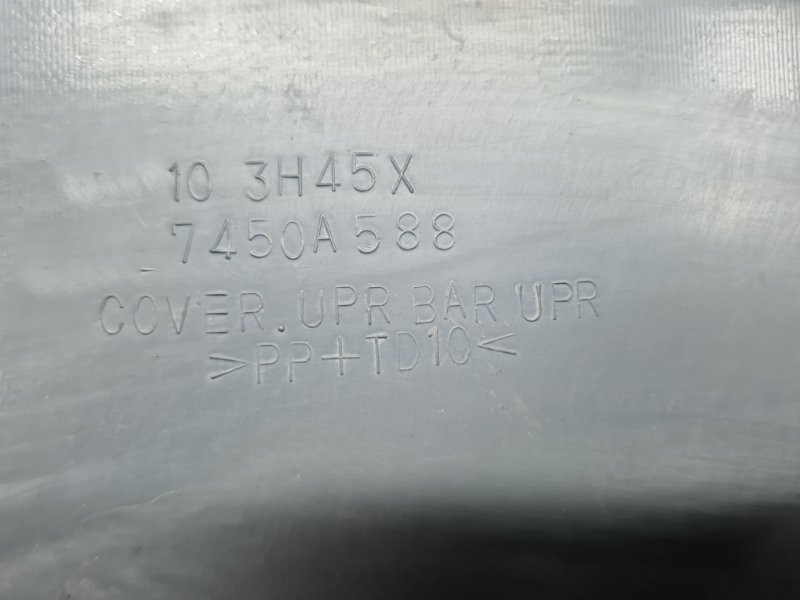 10 3H45X
7450A588
COVER.UPR BAR UPR
>PP+TD10<